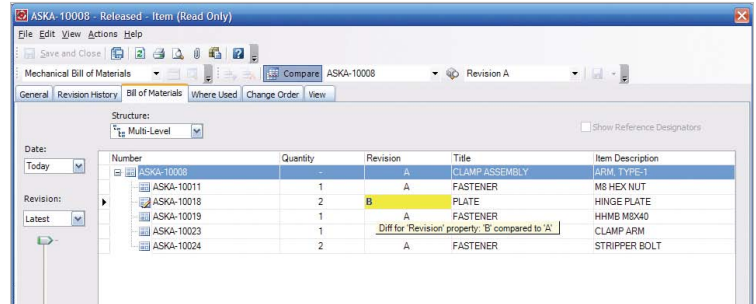 ASKA-10008 - Released - Item (Read Only)
File Edit View Actions Help
Save and Close
Mechanical Bill of Materials Compare ASKA-10008 Revision A
General Revision History Bill of Materials Where Used Change Order View
Structure:
Multi-Level Show Reference Designators
Date:
Today
Number Quantity Revision Title Item Description
ASKA-10008 - A CLAMP ASSEMBLY ARM, TYPE-1
ASKA-10011 1 A FASTENER M8 HEX NUT
Revision:
ASKA-10018 2 B PLATE HINGE PLATE
Latest
ASKA-10019 1 A FASTENER HHMB M8X40
ASKA-10023 1 Diff for 'Revision' property: 'B' compared to 'A' CLAMP ARM
ASKA-10024 2 A FASTENER STRIPPER BOLT